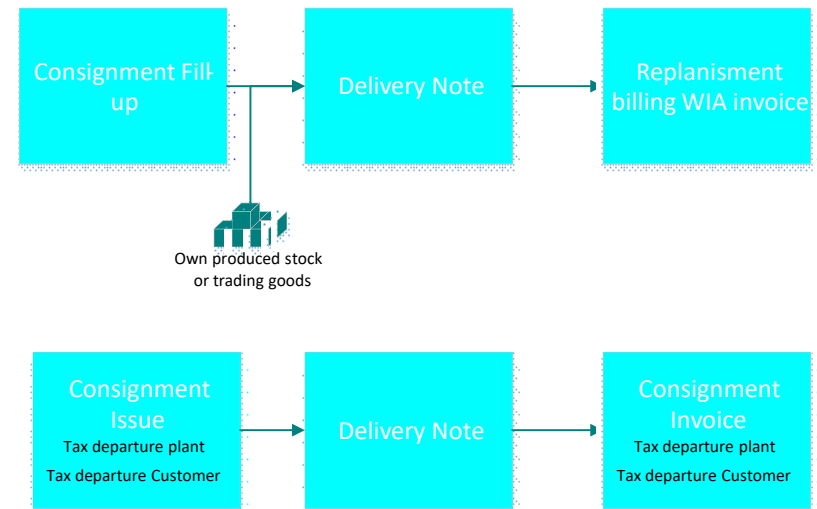 Consignment Fill-
up
Delivery Note
Replanisment
billing WIA invoice
Own produced stock
or trading goods
Consignment
Issue
Tax departure plant
Tax departure Customer
Delivery Note
Consignment
Invoice
Tax departure plant
Tax departure Customer